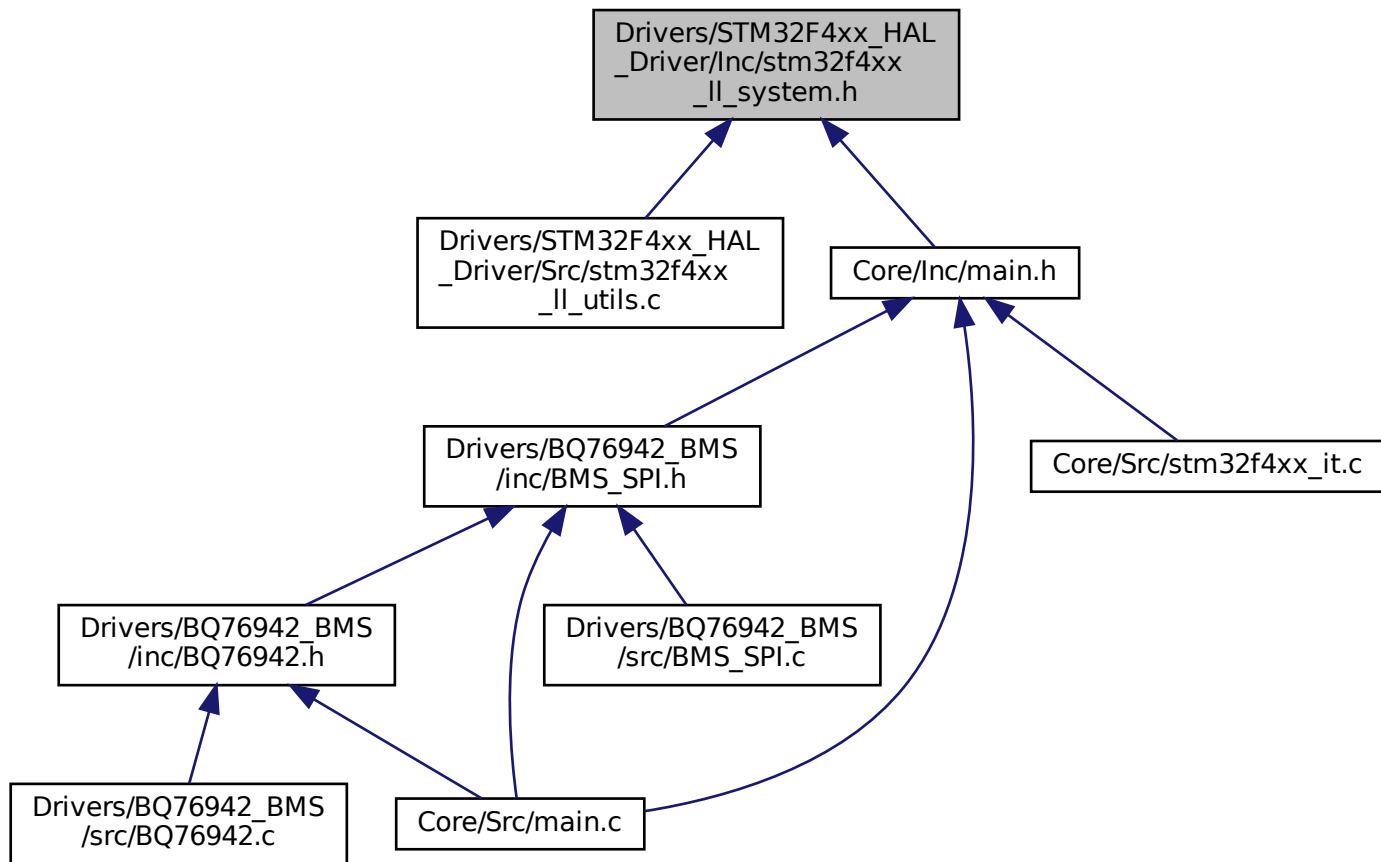 Drivers/STM32F4xx_HAL
_Driver/Inc/stm32f4xx
_ll_system.h
Drivers/STM32F4xx_HAL
_Driver/Src/stm32f4xx
_ll_utils.c
Core/Inc/main.h
Drivers/BQ76942_BMS
/inc/BMS_SPI.h
Core/Src/stm32f4xx_it.c
Drivers/BQ76942_BMS
/inc/BQ76942.h
Drivers/BQ76942_BMS
/src/BMS_SPI.c
Drivers/BQ76942_BMS
/src/BQ76942.c
Core/Src/main.c